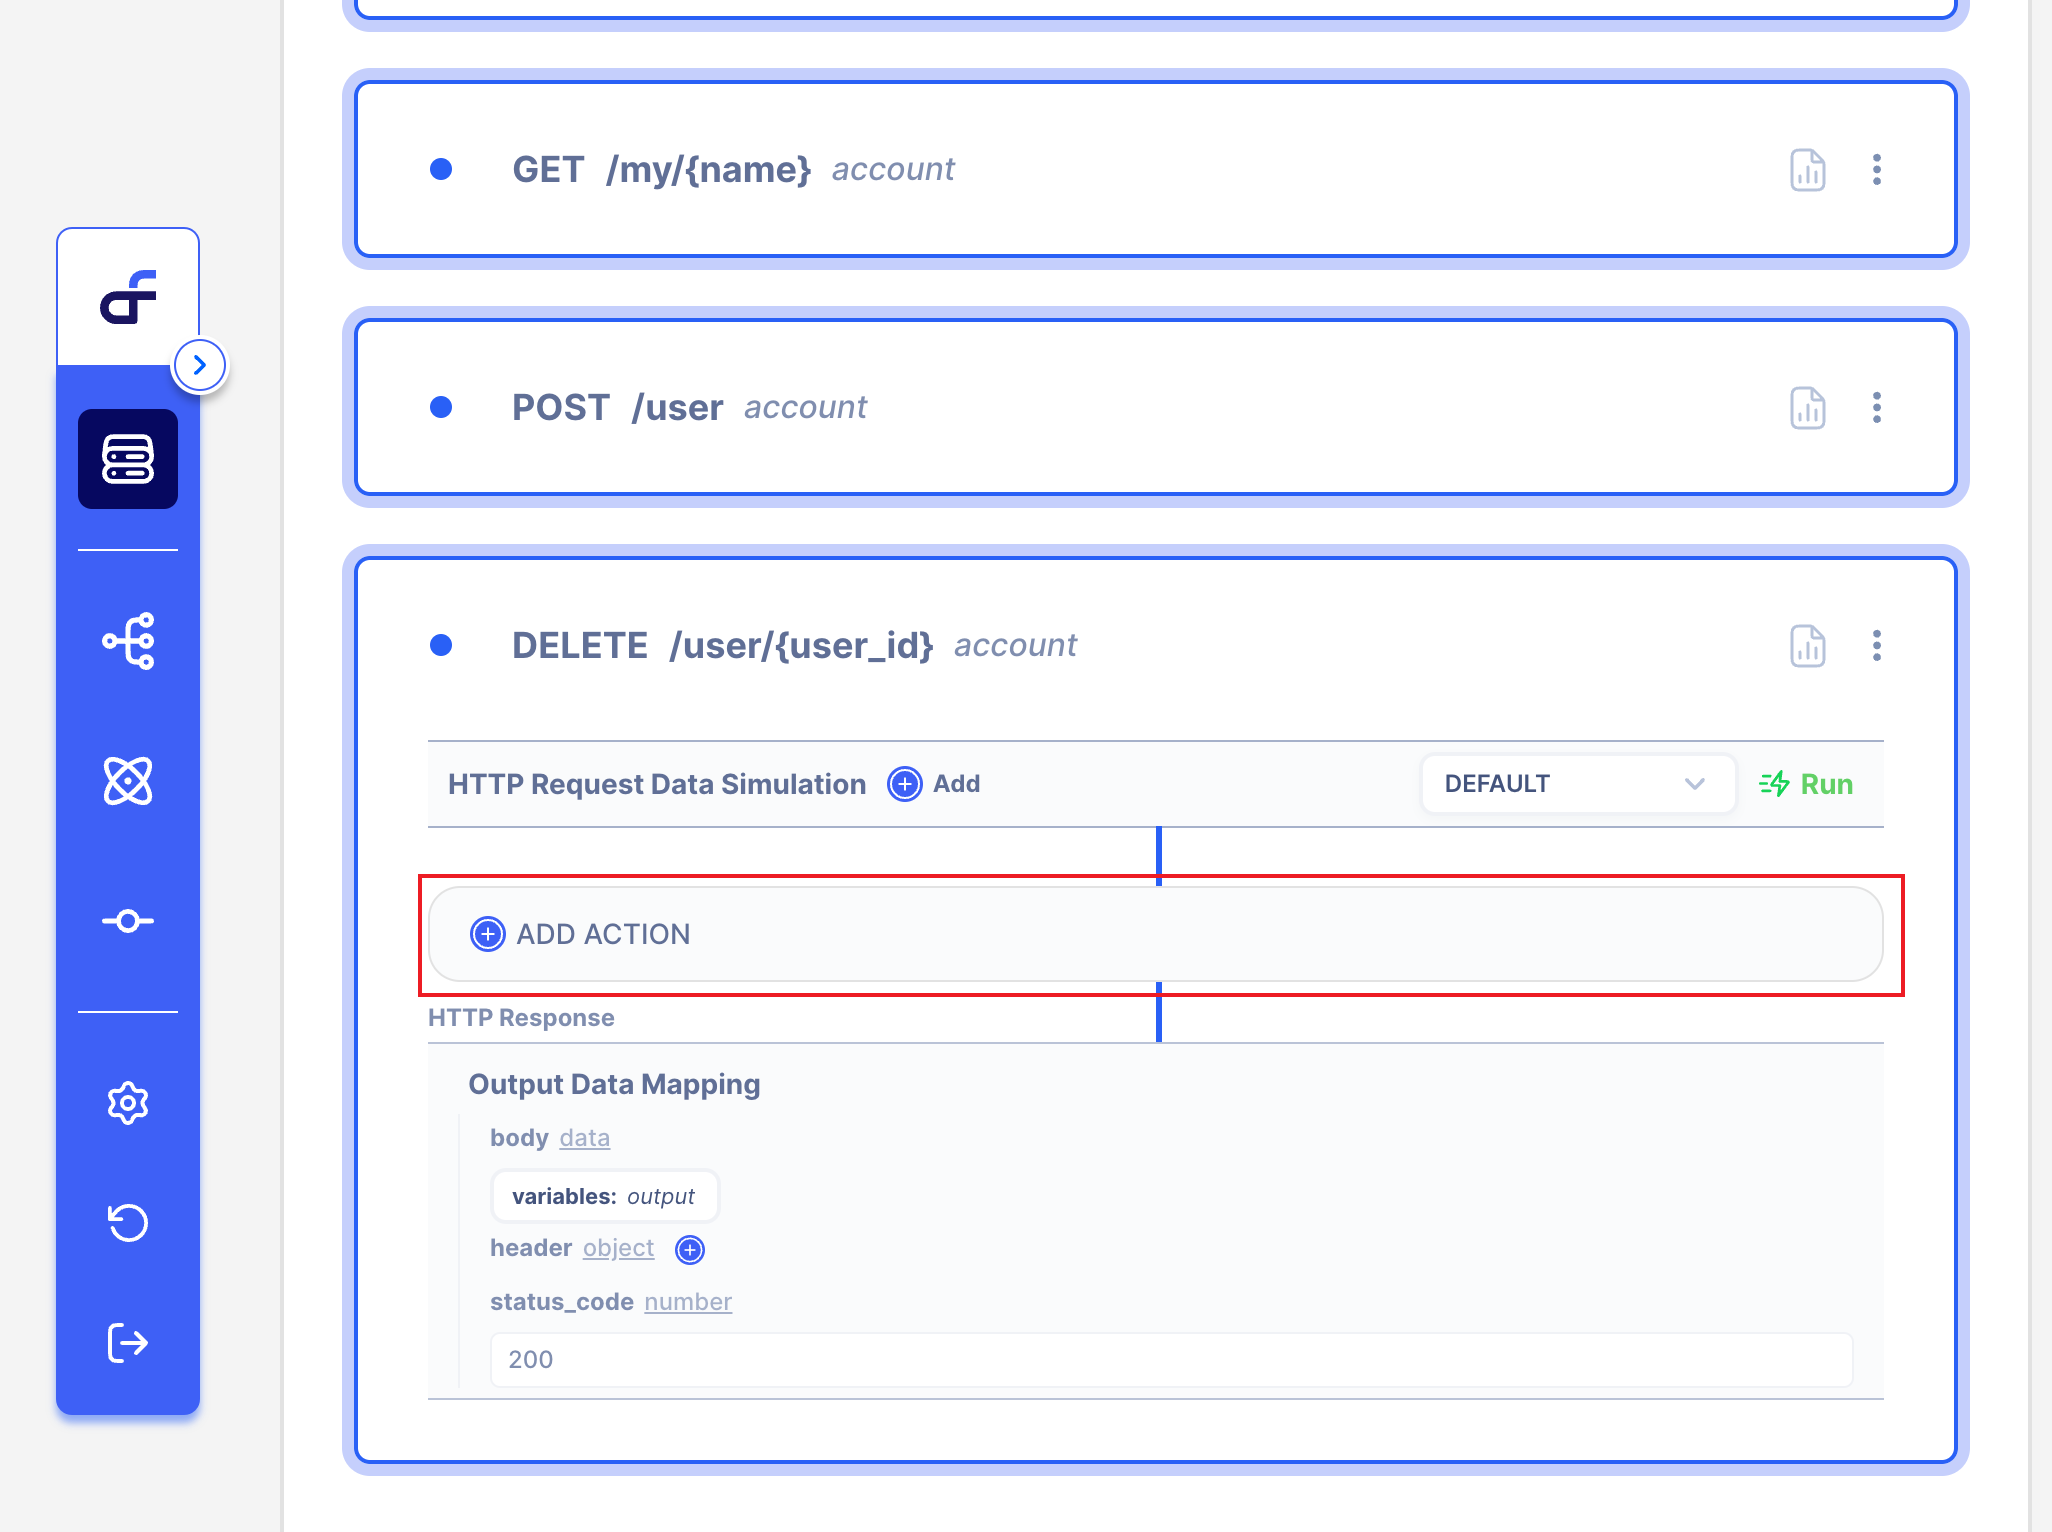 GET /my/{name} account
POST /user account
DELETE /user/{user_id} account
HTTP Request Data Simulation Add DEFAULT Run
ADD ACTION
HTTP Response
Output Data Mapping
body data
variables: output
header object
status_code number
200